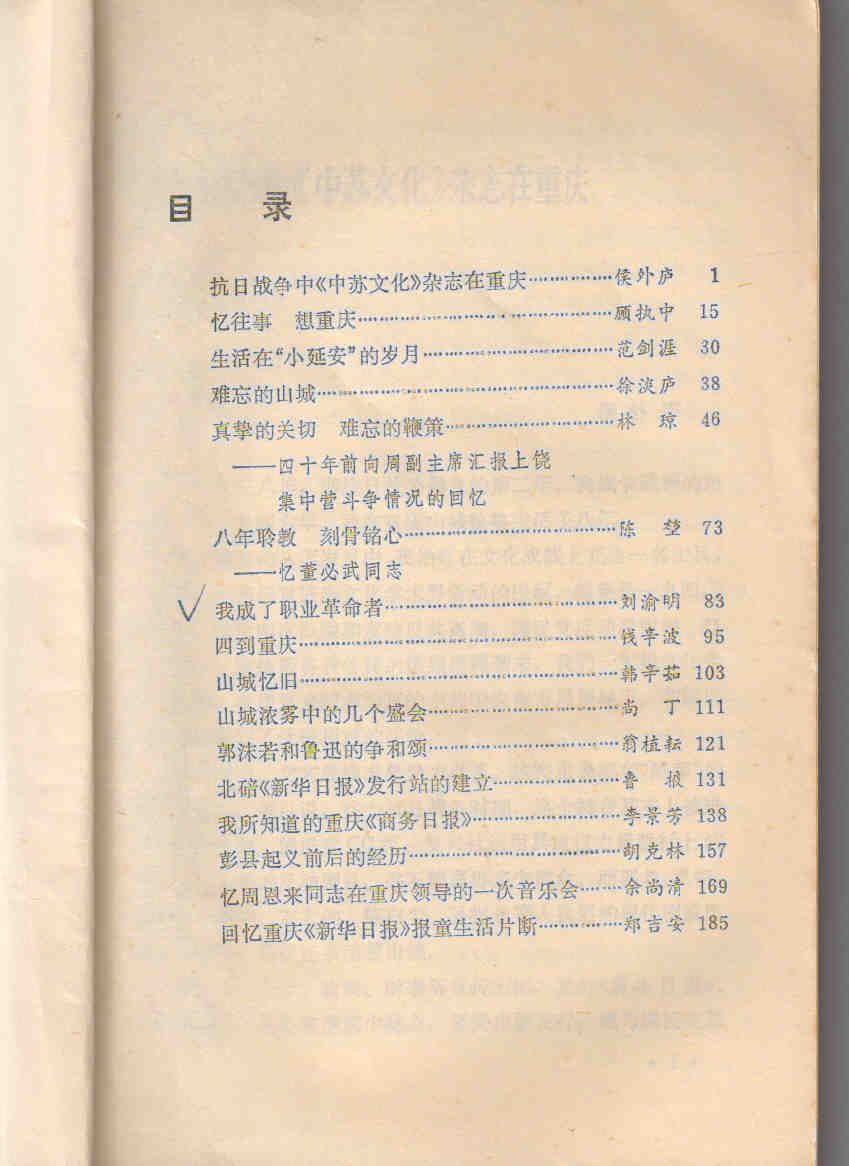 目 录
抗日战争中《中苏文化》杂志在重庆……………侯外庐 1
忆往事 想重庆……………顾执中 15
生活在“小延安”的岁月……………范剑涯 30
难忘的山城……………徐淡庐 38
真挚的关切 难忘的鞭策……………林 琼 46
——四十年前向周副主席汇报上饶
集中营斗争情况的回忆
八年聆教 刻骨铭心……………陈 堃 73
——忆董必武同志
我成了职业革命者……………刘渝明 83
四到重庆……………钱辛波 95
山城忆旧……………韩辛茹 103
山城浓雾中的几个盛会……………尚 丁 111
郭沫若和鲁迅的争和颂……………翁植耘 121
北碚《新华日报》发行站的建立……………鲁 掖 131
我所知道的重庆《商务日报》……………李景芳 138
彭县起义前后的经历……………胡克林 157
忆周恩来同志在重庆领导的一次音乐会……余尚清 169
回忆重庆《新华日报》报童生活片断…………郑吉安 185